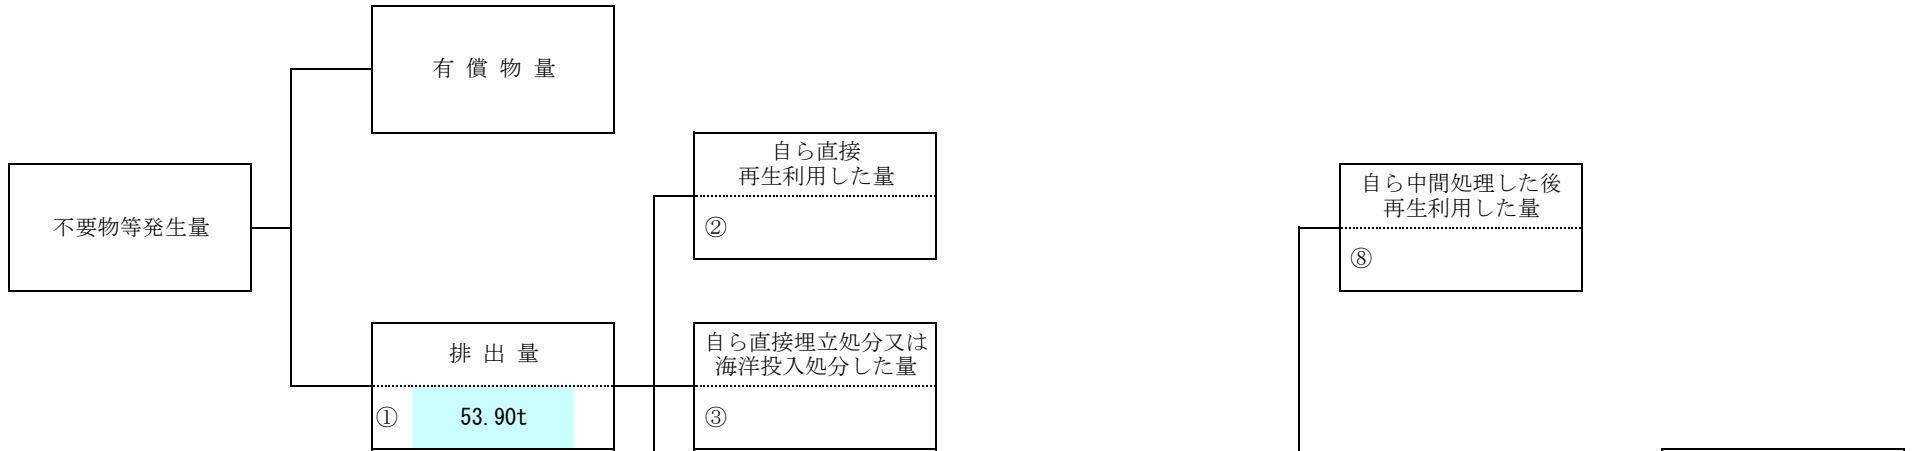 有 償 物 量
自ら直接
再生利用した量
②
不要物等発生量
自ら中間処理した後
再生利用した量
⑧
排 出 量
① 53.90t
自ら直接埋立処分又は
海洋投入処分した量
③